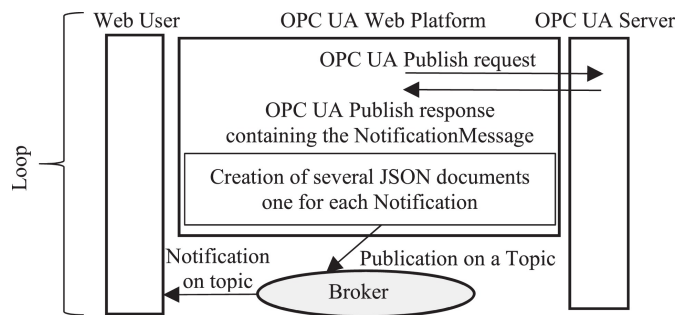 Web User
OPC UA Web Platform
OPC UA Server
OPC UA Publish request
OPC UA Publish response
containing the NotificationMessage
Loop
Creation of several JSON documents
one for each Notification
Notification
on topic
Publication on a Topic
Broker